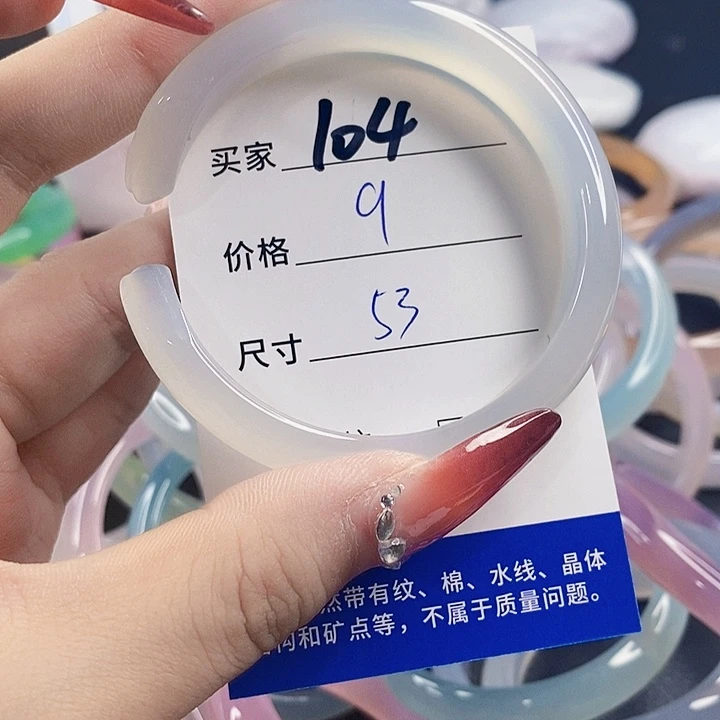 买家 104
价格 9
尺寸 53
带有纹、棉、水线、晶体
和矿点等，不属于质量问题。